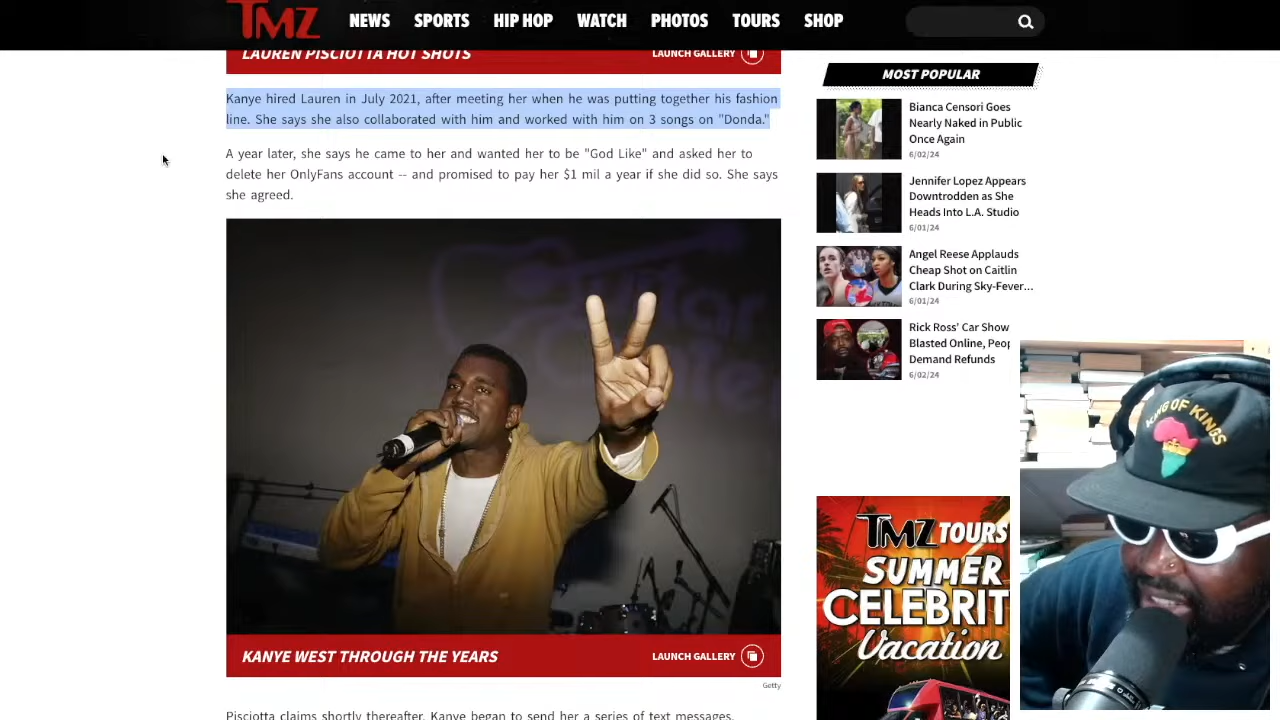 TMZ
NEWS
SPORTS
HIP HOP
WATCH
PHOTOS
TOURS
SHOP
LAUREN PISCIOTTA HOT SHOTS
LAUNCH GALLERY
Kanye hired Lauren in July 2021, after meeting her when he was putting together his fashion
line. She says she also collaborated with him and worked with him on 3 songs on "Donda."
A year later, she says he came to her and wanted her to be "God Like" and asked her to
delete her OnlyFans account -- and promised to pay her $1 mil a year if she did so. She says
she agreed.
KANYE WEST THROUGH THE YEARS
LAUNCH GALLERY
Getty
Pisciotta claims shortly thereafter, Kanye began to send her a series of text messages,
MOST POPULAR
Bianca Censori Goes
Nearly Naked in Public
Once Again
6/02/24
Jennifer Lopez Appears
Downtrodden as She
Heads Into L.A. Studio
6/01/24
Angel Reese Applauds
Cheap Shot on Caitlin
Clark During Sky-Fever...
6/01/24
Rick Ross' Car Show
Blasted Online, Peop
Demand Refunds
6/02/24
TMZ TOURS
SUMMER
CELEBRIT
Vacation
KING OF KINGS